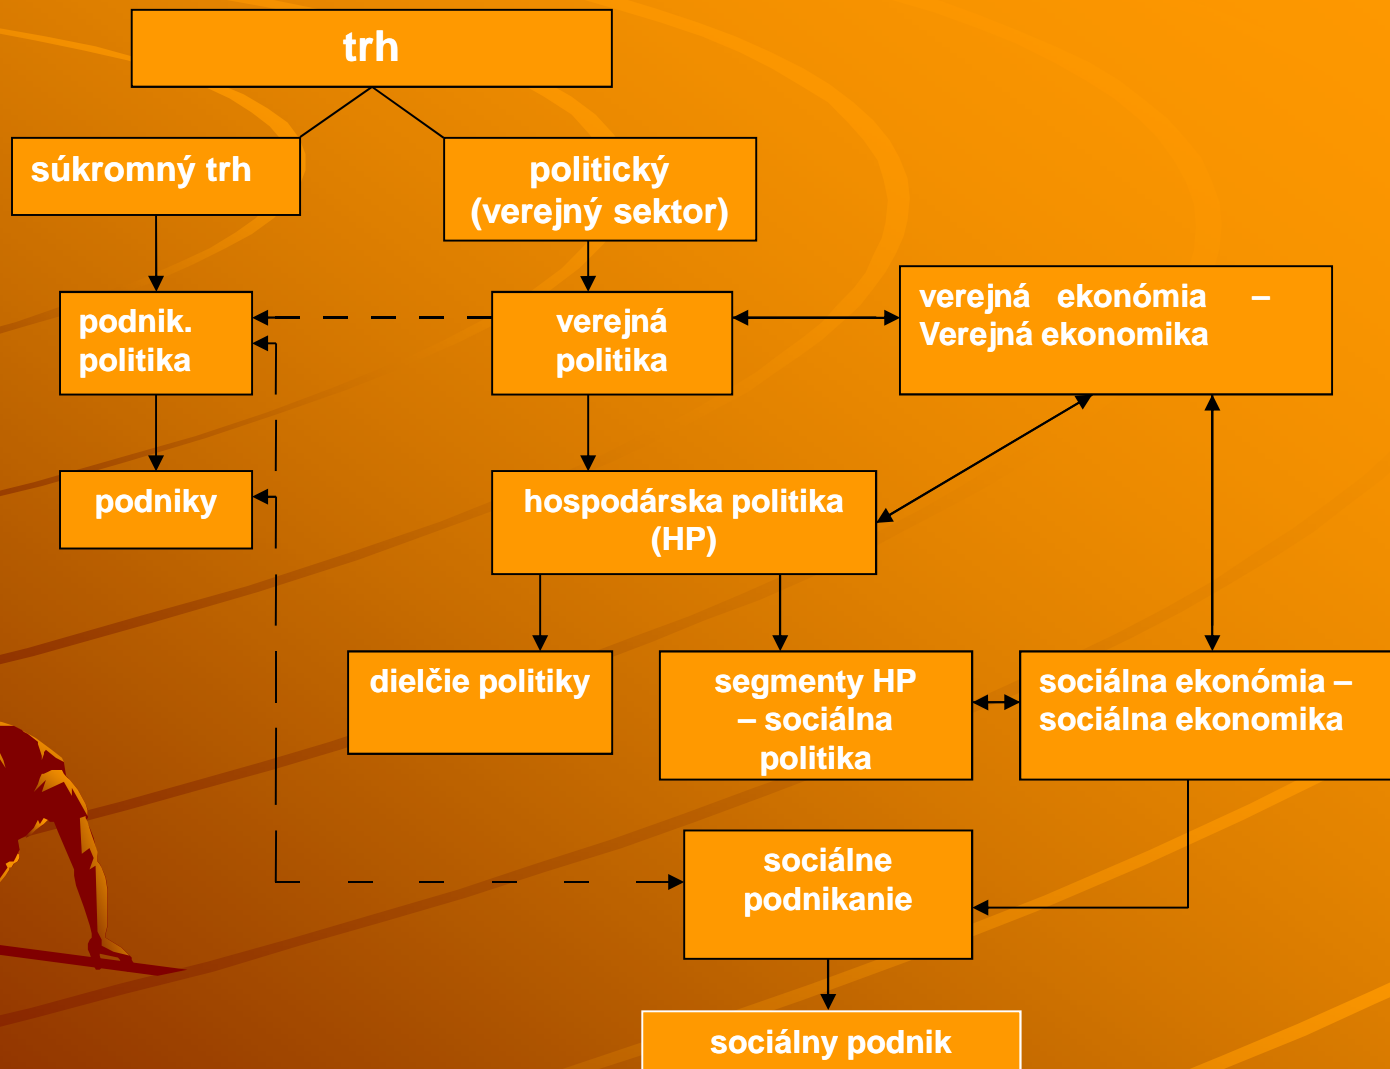 trh
súkromný trh
politický
(verejný sektor)
podnik.
politika
verejná
politika
verejná ekonómia –
Verejná ekonomika
podniky
hospodárska politika
(HP)
dielčie politiky
segmenty HP
– sociálna
politika
sociálna ekonómia –
sociálna ekonomika
sociálne
podnikanie
sociálny podnik